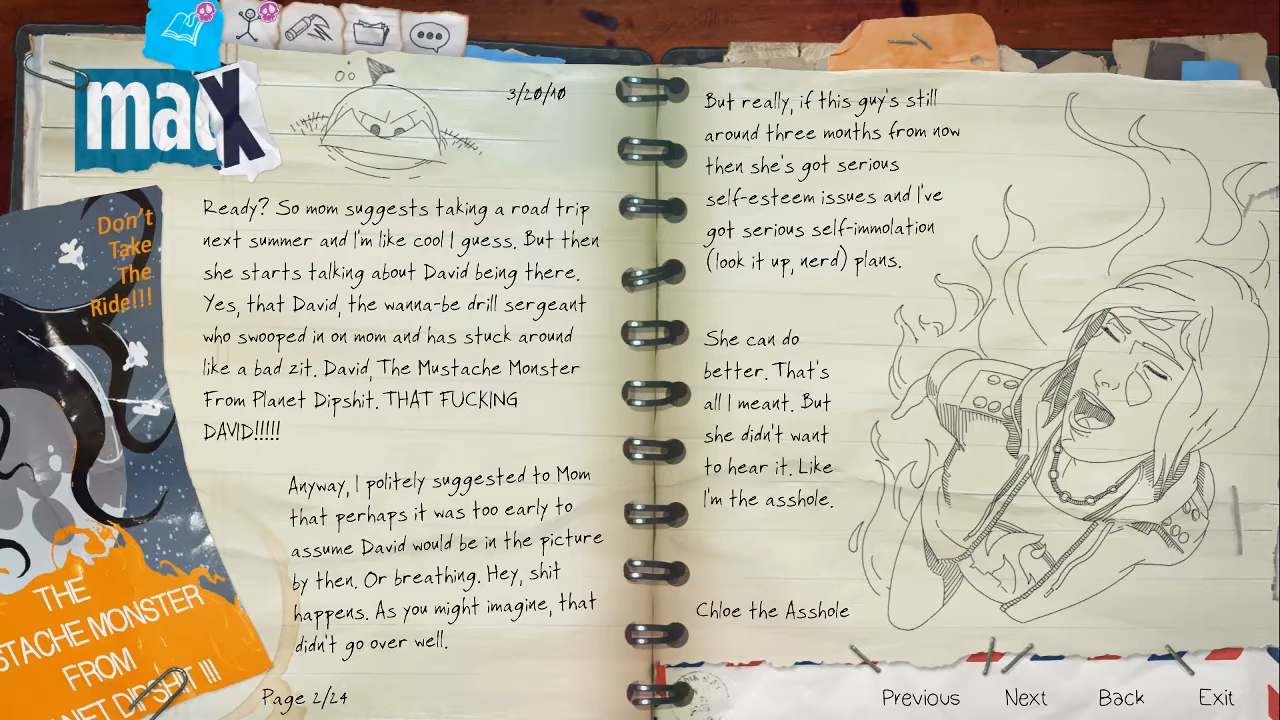 max
3/20/10
Don't
Take
The
Ride!!!
Ready? So mom suggests taking a road trip
next summer and I'm like cool I guess. But then
she starts talking about David being there.
Yes, that David, the wanna-be drill sergeant
who swooped in on mom and has stuck around
like a bad zit. David, The Mustache Monster
From Planet Dipshit. THAT FUCKING
DAVID!!!!!
Anyway, I politely suggested to Mom
that perhaps it was too early to
assume David would be in the picture
by then. Or breathing. Hey, shit
happens. As you might imagine, that
didn't go over well.
THE
STACHE MONSTER
FROM
NET DIPSHIT !!!
Page 2/24
But really, if this guy's still
around three months from now
then she's got serious
self-esteem issues and I've
got serious self-immolation
(look it up, nerd) plans.
She can do
better. That's
all I meant. But
she didn't want
to hear it. Like
I'm the asshole.
Chloe the Asshole
Previous Next Back Exit